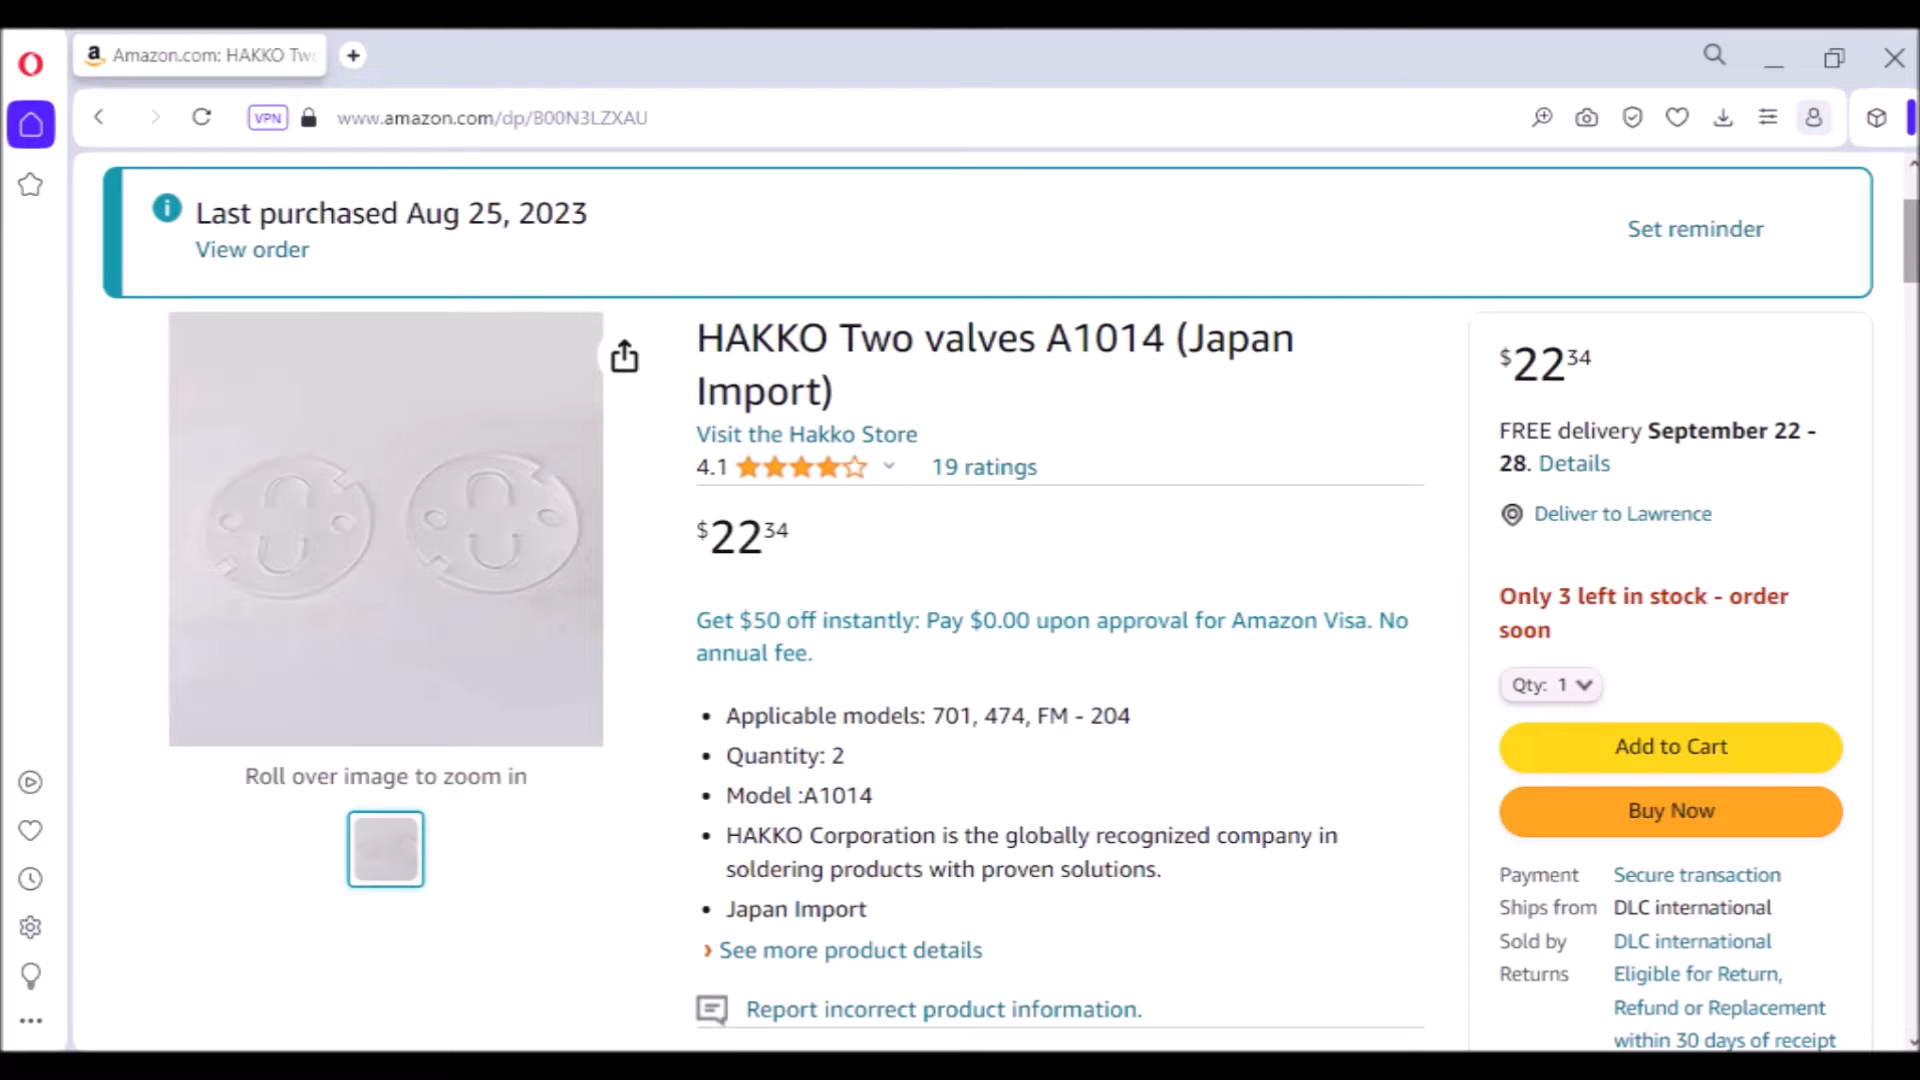 Amazon.com: HAKKO Tw
VPN
www.amazon.com/dp/B00N3LZXAU
Last purchased Aug 25, 2023
View order
Set reminder
HAKKO Two valves A1014 (Japan
Import)
Visit the Hakko Store
4.1
19 ratings
$22 34
Get $50 off instantly: Pay $0.00 upon approval for Amazon Visa. No
annual fee.
• Applicable models: 701, 474, FM - 204
• Quantity: 2
• Model :A1014
• HAKKO Corporation is the globally recognized company in
soldering products with proven solutions.
• Japan Import
› See more product details
Report incorrect product information.
Roll over image to zoom in
$22 34
FREE delivery September 22 -
28. Details
Deliver to Lawrence
Only 3 left in stock - order
soon
Qty: 1
Add to Cart
Buy Now
Payment Secure transaction
Ships from DLC international
Sold by DLC international
Returns Eligible for Return,
Refund or Replacement
within 30 days of receipt